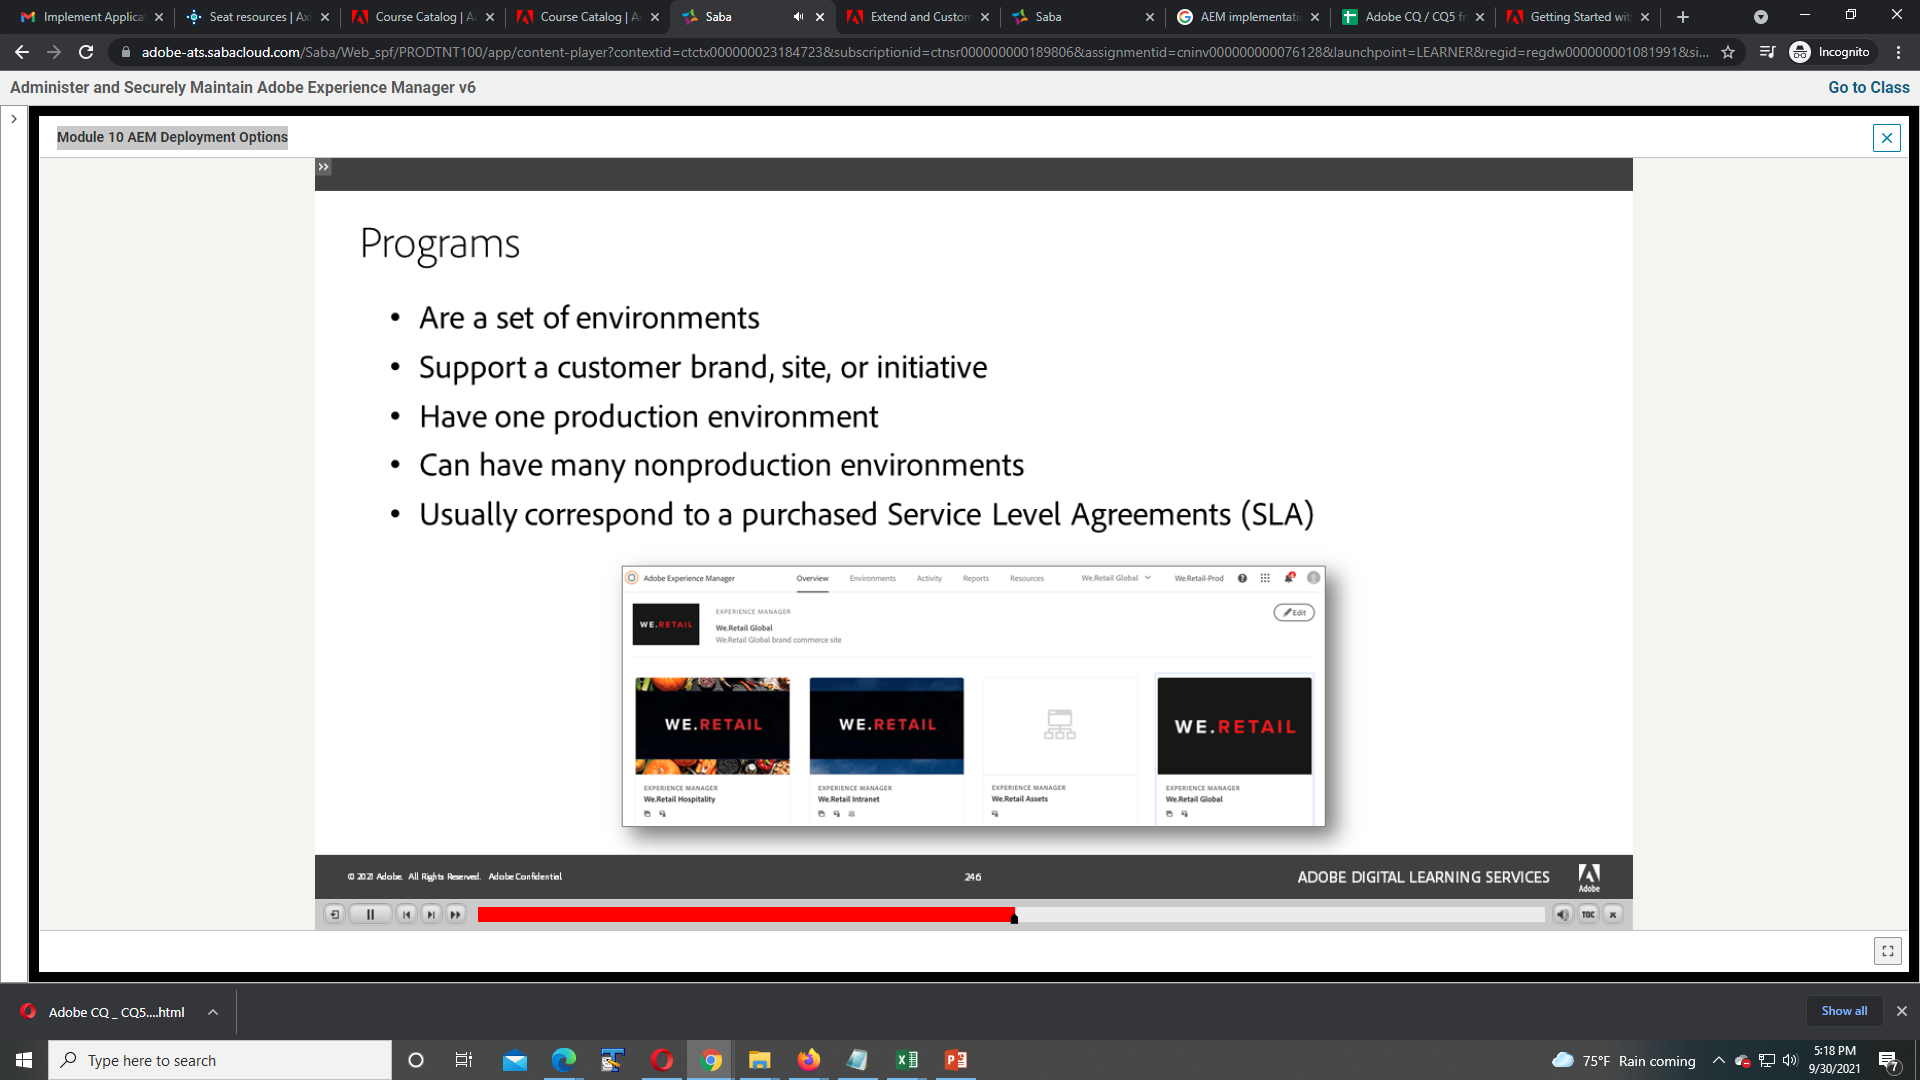 Implement Applica
Seat resources | Ax
Course Catalog | A
Course Catalog | A
Saba
Extend and Custom
Saba
AEM implementati
Adobe CQ / CQ5 fr
Getting Started wit
adobe-ats.sabacloud.com/Saba/Web_spf/PRODTNT100/app/content-player?contextid=ctctx000000023184723&subscriptionid=ctnsr000000000189806&assignmentid=cninv000000000076128&launchpoint=LEARNER&regid=regdw000000001081991&si...
Incognito
Administer and Securely Maintain Adobe Experience Manager v6
Go to Class
Module 10 AEM Deployment Options
Programs
• Are a set of environments
• Support a customer brand, site, or initiative
• Have one production environment
• Can have many nonproduction environments
• Usually correspond to a purchased Service Level Agreements (SLA)
Adobe Experience Manager
Overview
Environments
Activity
Reports
Resources
We.Retail Global
We.Retail-Prod
WE.RETAIL
EXPERIENCE MANAGER
We.Retail Global
We.Retail Global brand commerce site
Edit
WE.RETAIL
WE.RETAIL
WE.RETAIL
EXPERIENCE MANAGER
We.Retail Hospitality
EXPERIENCE MANAGER
We.Retail Intranet
EXPERIENCE MANAGER
We.Retail Assets
EXPERIENCE MANAGER
We.Retail Global
© 2021 Adobe. All Rights Reserved. Adobe Confidential
246
ADOBE DIGITAL LEARNING SERVICES
Adobe
TOC
Adobe CQ _ CQ5....html
Show all
Type here to search
75°F Rain coming
5:18 PM
9/30/2021
7